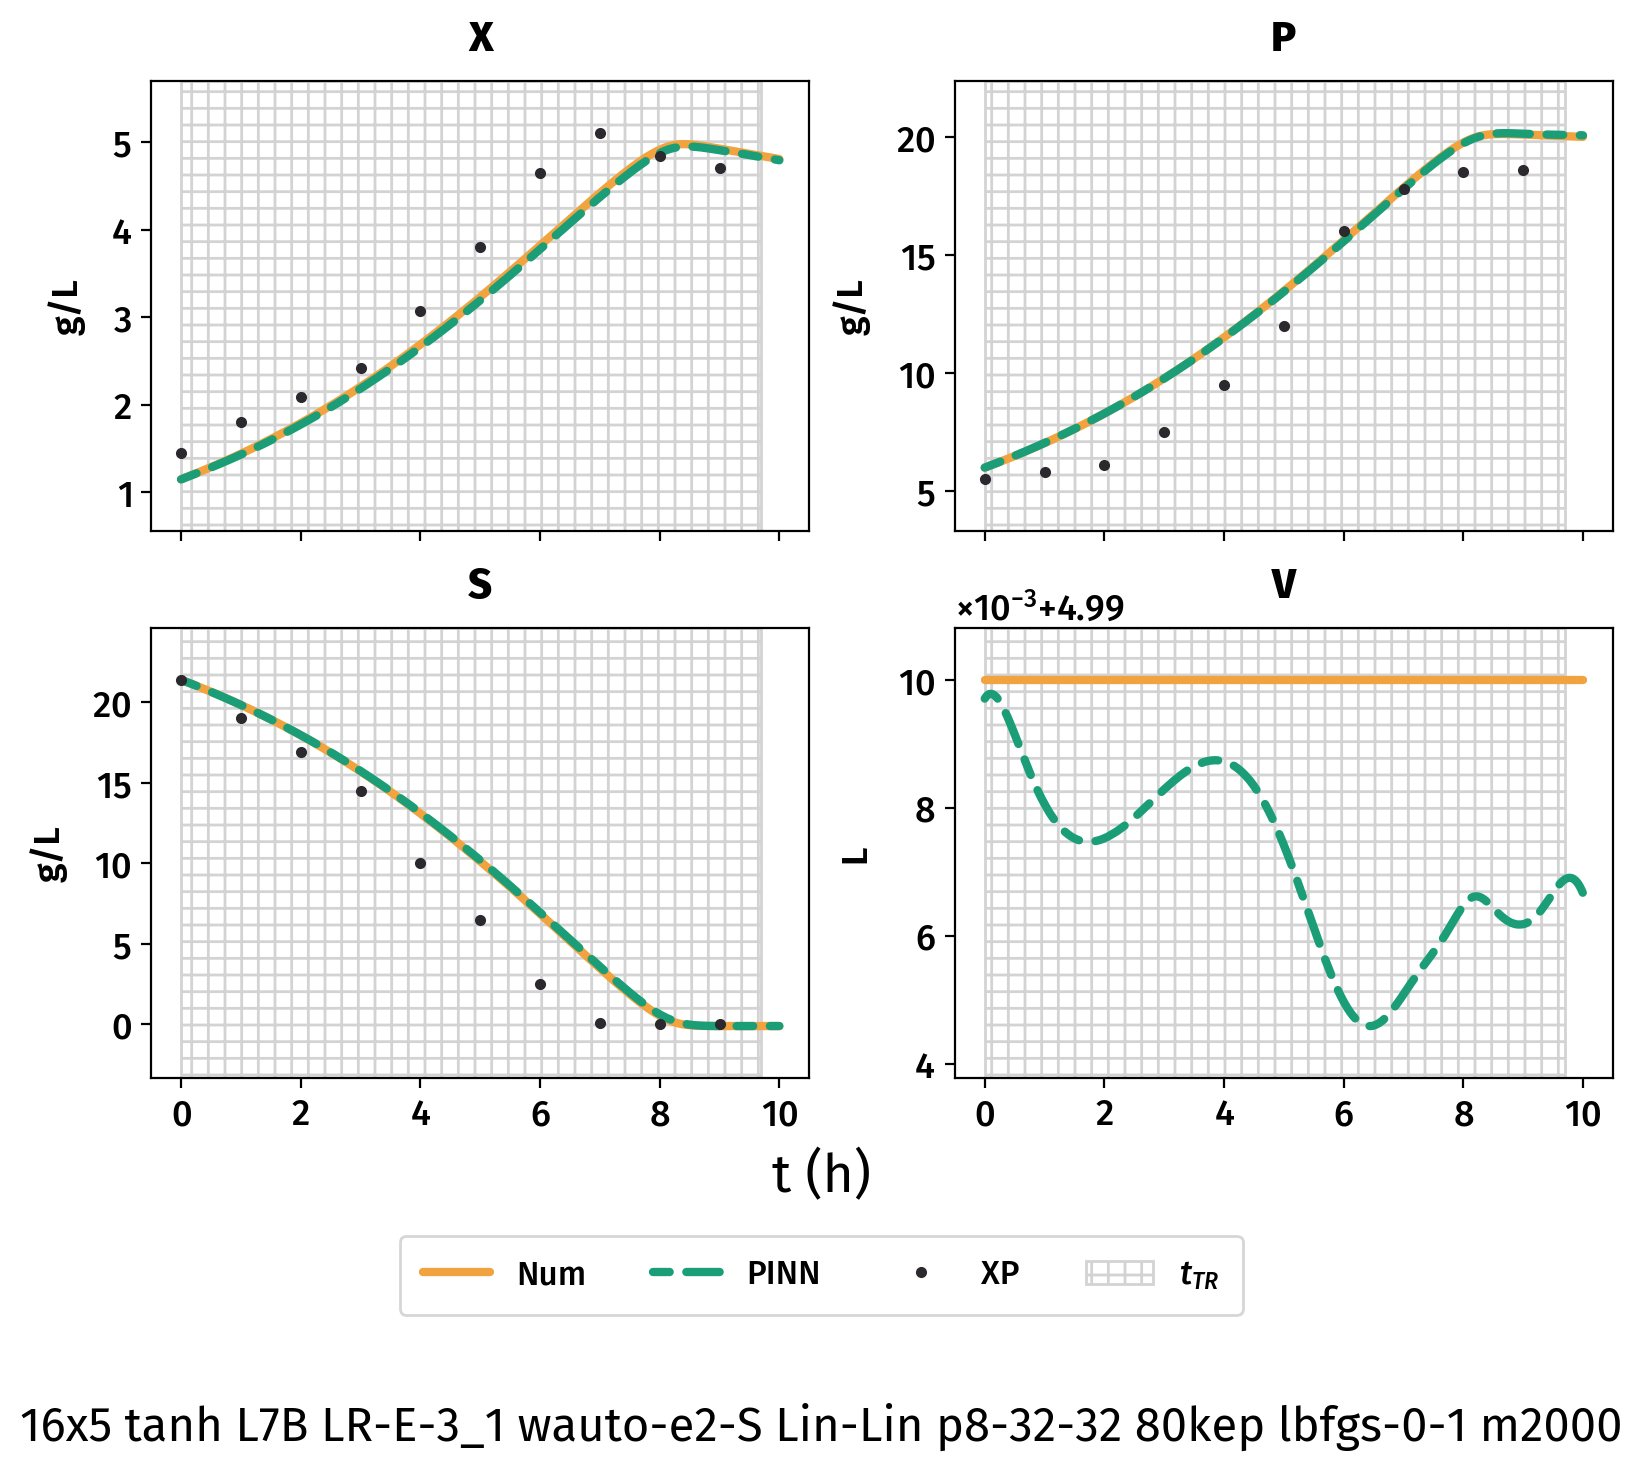 X
P
5
4
3
2
1
g/L
20
15
10
5
g/L
S
V
×10⁻³+4.99
20
15
10
5
0
g/L
10
8
6
4
L
0 2 4 6 8 10
0 2 4 6 8 10
t (h)
Num PINN XP t_TR
16x5 tanh L7B LR-E-3_1 wauto-e2-S Lin-Lin p8-32-32 80kep lbfgs-0-1 m2000